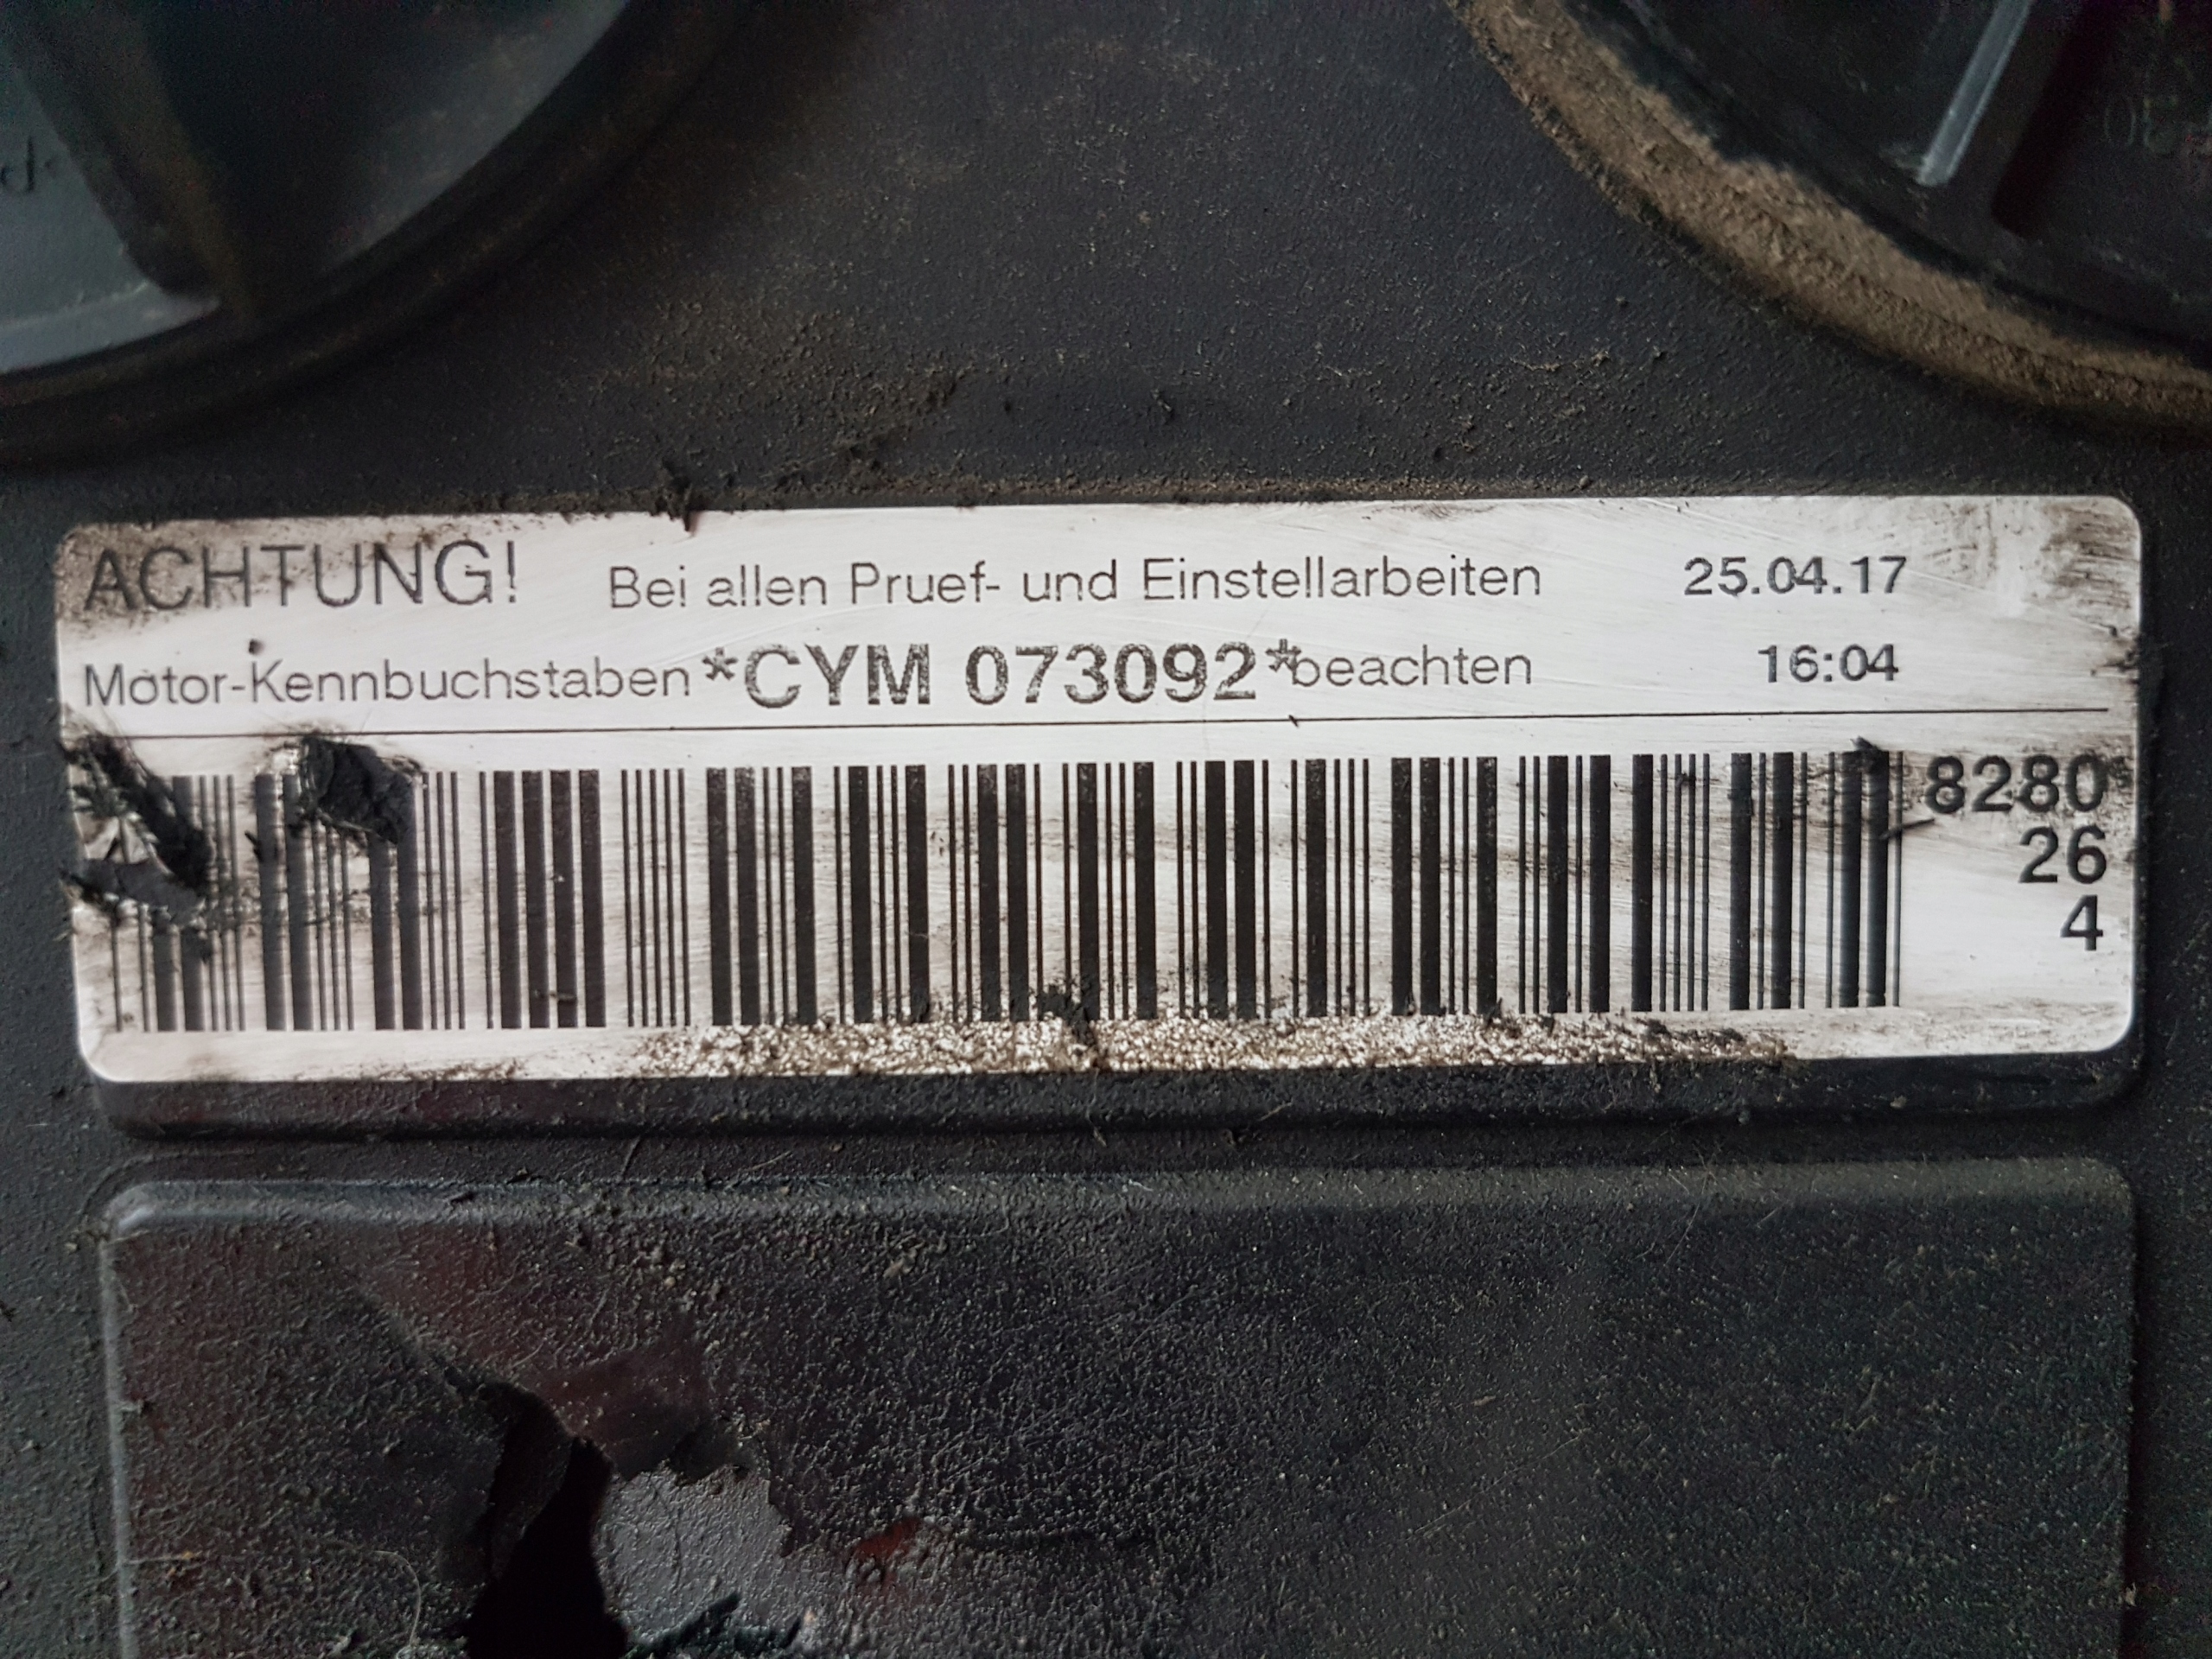 ACHTUNG! Bei allen Pruef- und Einstellarbeiten 25.04.17
Motor-Kennbuchstaben *CYM 073092* beachten 16:04
8280
26
4